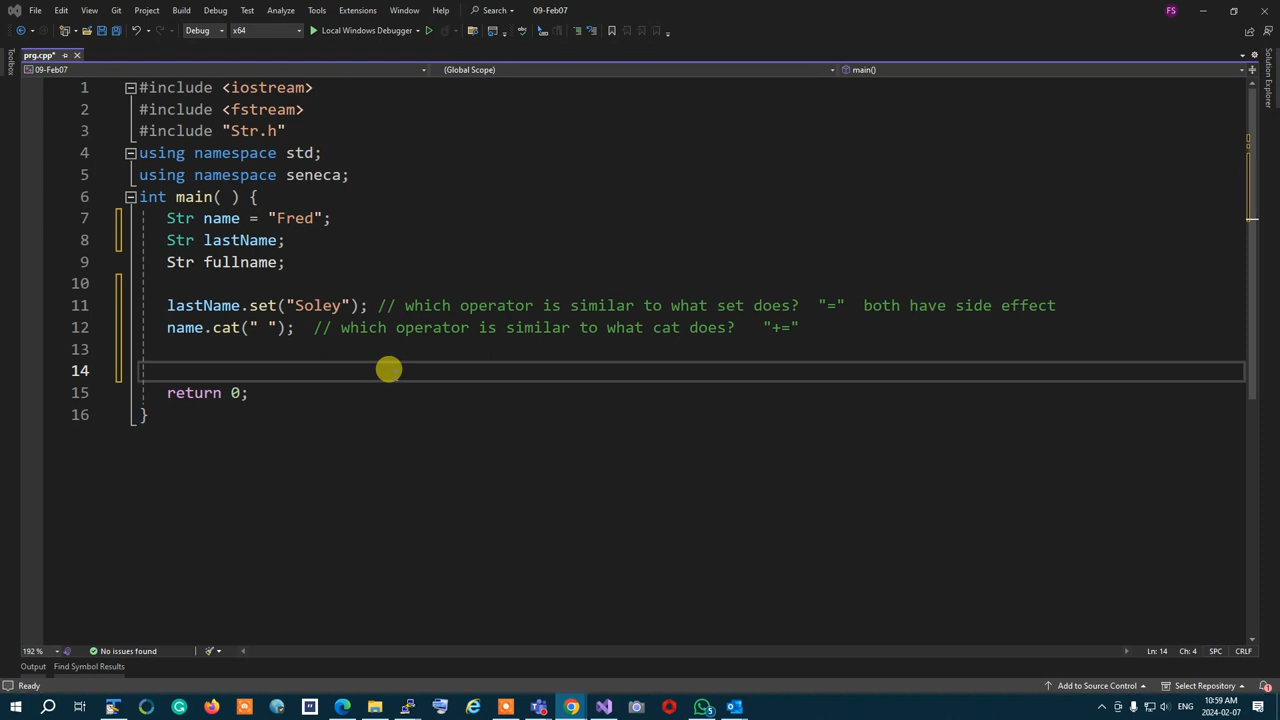 File Edit View Git Project Build Debug Test Analyze Tools Extensions Window Help Search 09-Feb07 FS
Debug x64 Local Windows Debugger
prg.cpp*
Toolbox
Solution Explorer
09-Feb07 (Global Scope) main()
1 #include <iostream>
2 #include <fstream>
3 #include "Str.h"
4 using namespace std;
5 using namespace seneca;
6 int main( ) {
7 Str name = "Fred";
8 Str lastName;
9 Str fullname;
10
11 lastName.set("Soley"); // which operator is similar to what set does? "=" both have side effect
12 name.cat(" "); // which operator is similar to what cat does? "+="
13
14
15 return 0;
16 }
192 % No issues found Ln: 14 Ch: 4 SPC CRLF
Output Find Symbol Results
Ready Add to Source Control Select Repository 1
5
10:59 AM
2024-02-07